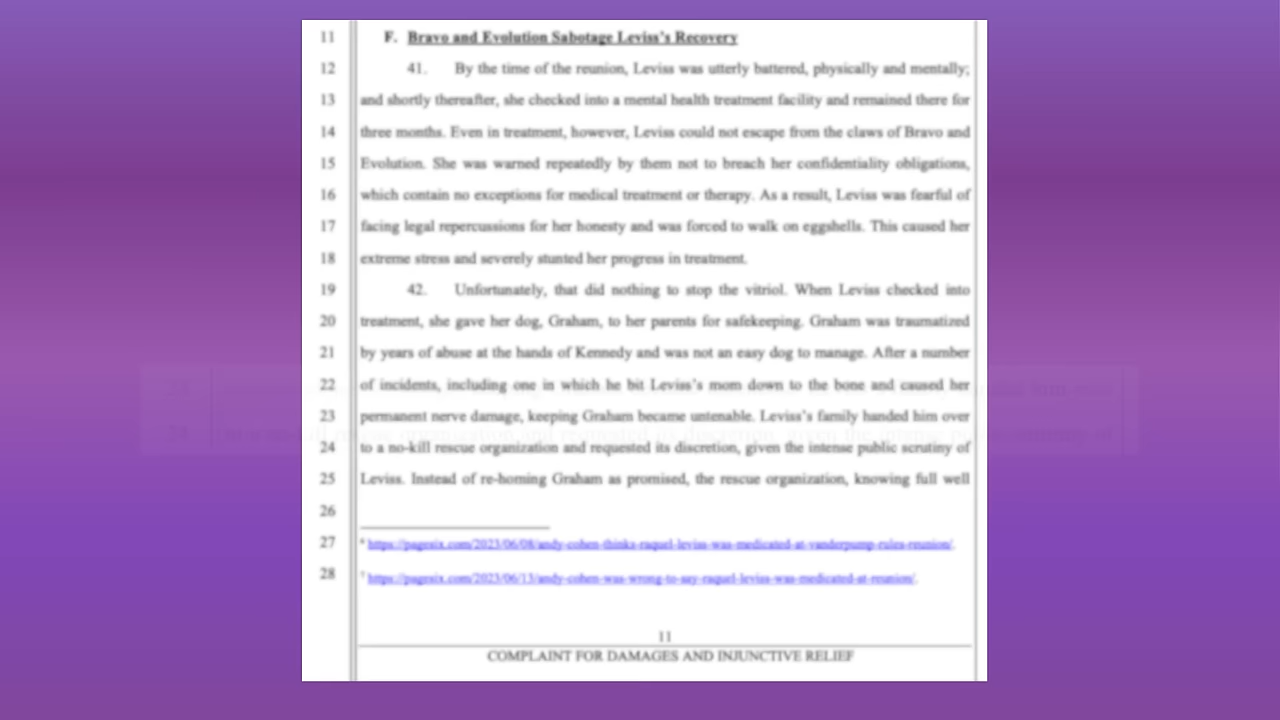 11 F. Bravo and Evolution Sabotage Leviss's Recovery
12 41. By the time of the reunion, Leviss was utterly battered, physically and mentally;
13 and shortly thereafter, she checked into a mental health treatment facility and remained there for
14 three months. Even in treatment, however, Leviss could not escape from the claws of Bravo and
15 Evolution. She was warned repeatedly by them not to breach her confidentiality obligations,
16 which contain no exceptions for medical treatment or therapy. As a result, Leviss was fearful of
17 facing legal repercussions for her honesty and was forced to walk on eggshells. This caused her
18 extreme stress and severely stunted her progress in treatment.
19 42. Unfortunately, that did nothing to stop the vitriol. When Leviss checked into
20 treatment, she gave her dog, Graham, to her parents for safekeeping. Graham was traumatized
21 by years of abuse at the hands of Kennedy and was not an easy dog to manage. After a number
22 of incidents, including one in which he bit Leviss's mom down to the bone and caused her
23 permanent nerve damage, keeping Graham became untenable. Leviss's family handed him over
24 to a no-kill rescue organization and requested its discretion, given the intense public scrutiny of
25 Leviss. Instead of re-homing Graham as promised, the rescue organization, knowing full well
26
27 6 https://pagesix.com/2023/06/08/andy-cohen-thinks-raquel-leviss-was-medicated-at-vanderpump-rules-reunion/.
28 7 https://pagesix.com/2023/06/13/andy-cohen-was-wrong-to-say-raquel-leviss-was-medicated-at-reunion/.
11
COMPLAINT FOR DAMAGES AND INJUNCTIVE RELIEF